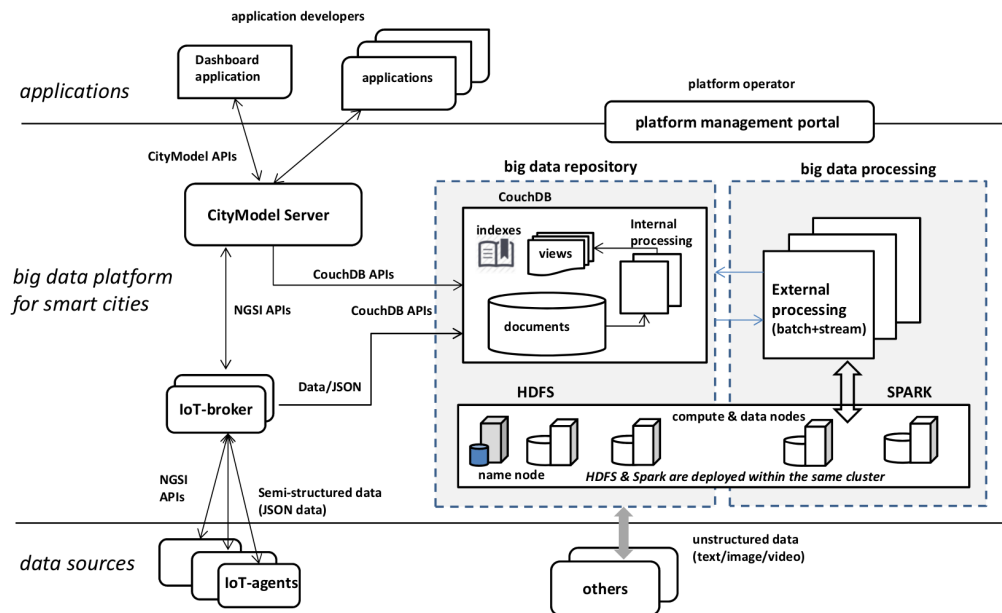 application developers
Dashboard
application
applications
applications
platform operator
platform management portal
CityModel APIs
big data repository
big data processing
CouchDB
CityModel Server
indexes
views
Internal
processing
big data platform
for smart cities
CouchDB APIs
NGSI APIs
CouchDB APIs
documents
External
processing
(batch+stream)
Data/JSON
IoT-broker
HDFS
SPARK
compute & data nodes
name node
HDFS & Spark are deployed within the same cluster
NGSI
APIs
Semi-structured data
(JSON data)
unstructured data
(text/image/video)
data sources
IoT-agents
others